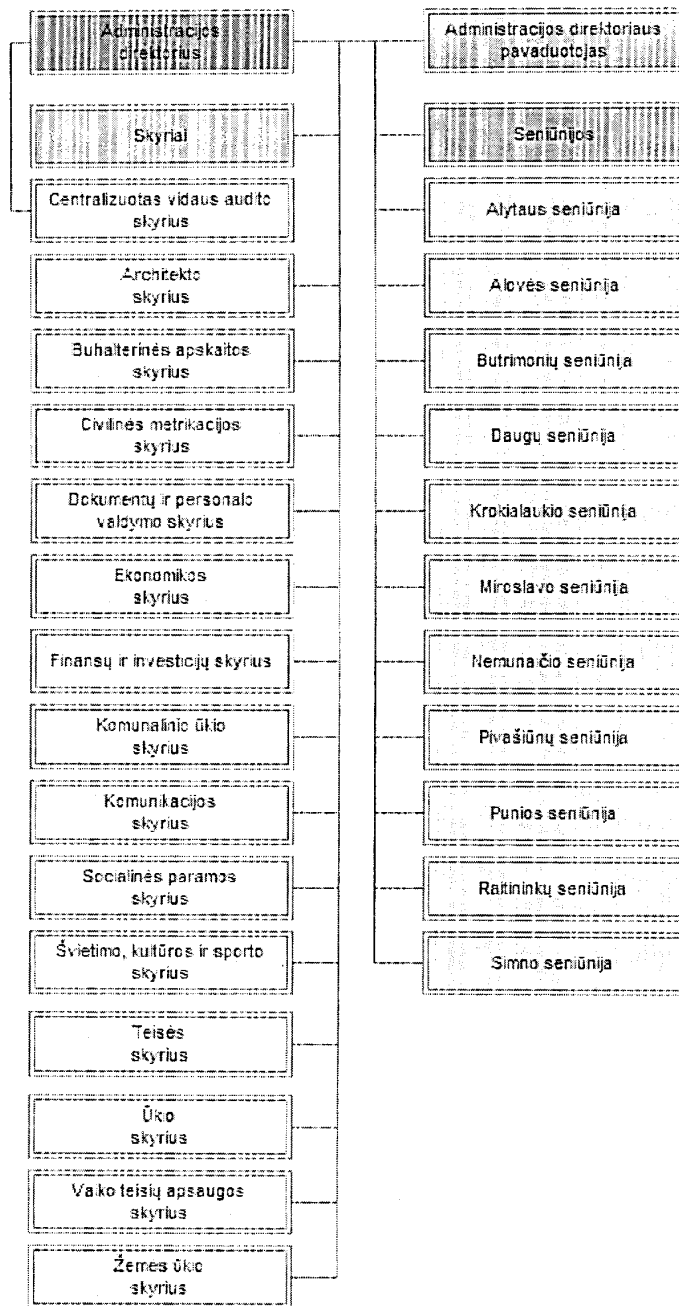 Administracijos
direktorius
Skyriai
Centralizuotas vidaus audito
skyrius
Architekto
skyrius
Buhalterinės apskaitos
skyrius
Civilinės metrikacijos
skyrius
Dokumentų ir personalo
valdymo skyrius
Ekonomikos
skyrius
Finansų ir investicijų skyrius
Komunalinio ūkio
skyrius
Komunikacijos
skyrius
Socialinės paramos
skyrius
Švietimo, kultūros ir sporto
skyrius
Teisės
skyrius
Ūkio
skyrius
Vaiko teisių apsaugos
skyrius
Žemės ūkio
skyrius
Administracijos direktoriaus
pavaduotojas
Seniūnijos
Alytaus seniūnija
Alovės seniūnija
Butrimonių seniūnija
Daugų seniūnija
Krokialaukio seniūnija
Miroslavo seniūnija
Nemunaičio seniūnija
Pivašiūnų seniūnija
Punios seniūnija
Raitininkų seniūnija
Simno seniūnija